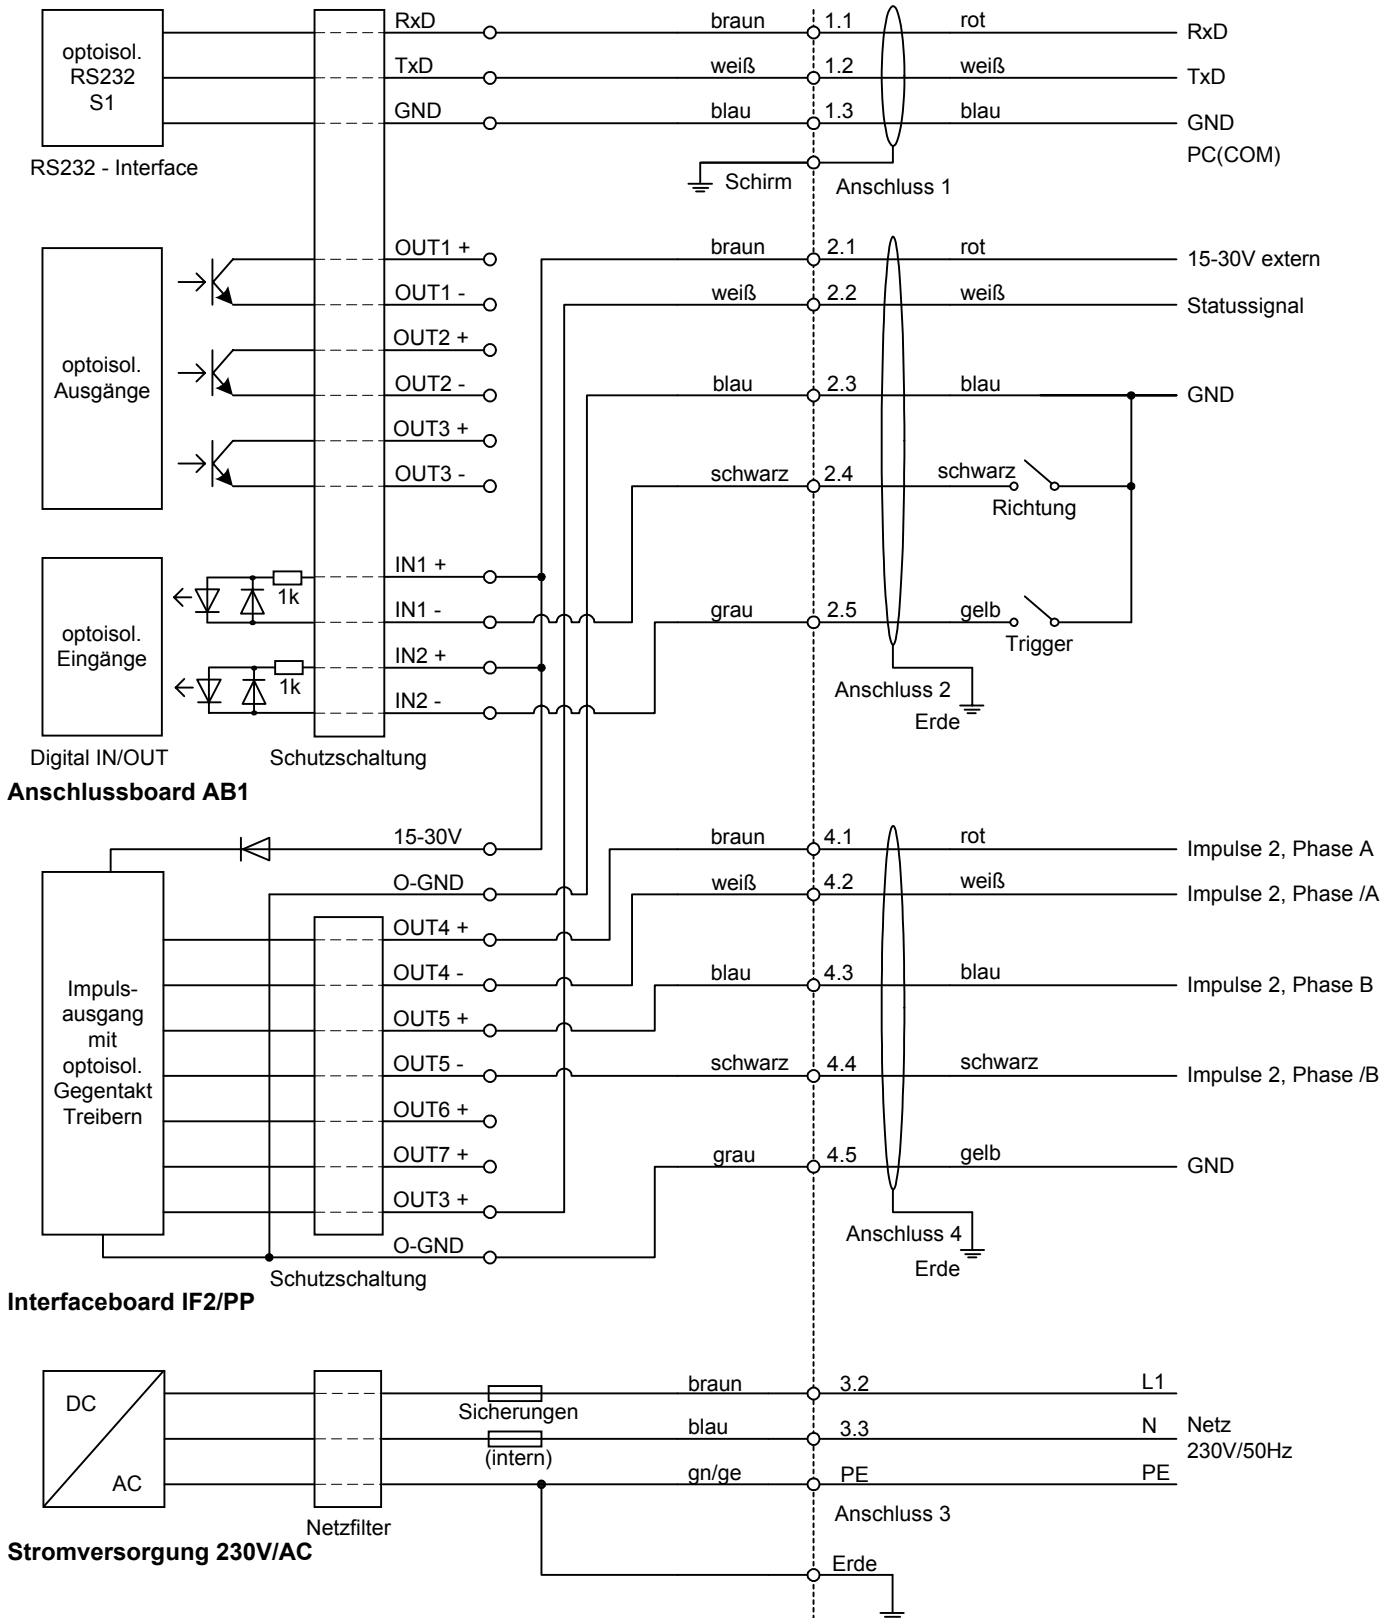 optoisol.
RS232
S1
RS232 - Interface
RxD
braun
1.1
rot
RxD
TxD
weiß
1.2
weiß
TxD
GND
blau
1.3
blau
GND
PC(COM)
Schirm
Anschluss 1
optoisol.
Ausgänge
OUT1 +
braun
2.1
rot
15-30V extern
OUT1 -
weiß
2.2
weiß
Statussignal
OUT2 +
OUT2 -
blau
2.3
blau
GND
OUT3 +
OUT3 -
schwarz
2.4
schwarz
Richtung
optoisol.
Eingänge
1k
IN1 +
IN1 -
grau
2.5
gelb
Trigger
1k
IN2 +
IN2 -
Anschluss 2
Erde
Digital IN/OUT
Schutzschaltung
Anschlussboard AB1
15-30V
braun
4.1
rot
Impulse 2, Phase A
O-GND
weiß
4.2
weiß
Impulse 2, Phase /A
Impuls-
ausgang
mit
optoisol.
Gegentakt
Treibern
OUT4 +
OUT4 -
blau
4.3
blau
Impulse 2, Phase B
OUT5 +
OUT5 -
schwarz
4.4
schwarz
Impulse 2, Phase /B
OUT6 +
OUT7 +
grau
4.5
gelb
GND
OUT3 +
O-GND
Anschluss 4
Erde
Schutzschaltung
Interfaceboard IF2/PP
DC
AC
braun
3.2
L1
Sicherungen
blau
3.3
N
Netz
230V/50Hz
(intern)
gn/ge
PE
PE
Anschluss 3
Netzfilter
Stromversorgung 230V/AC
Erde